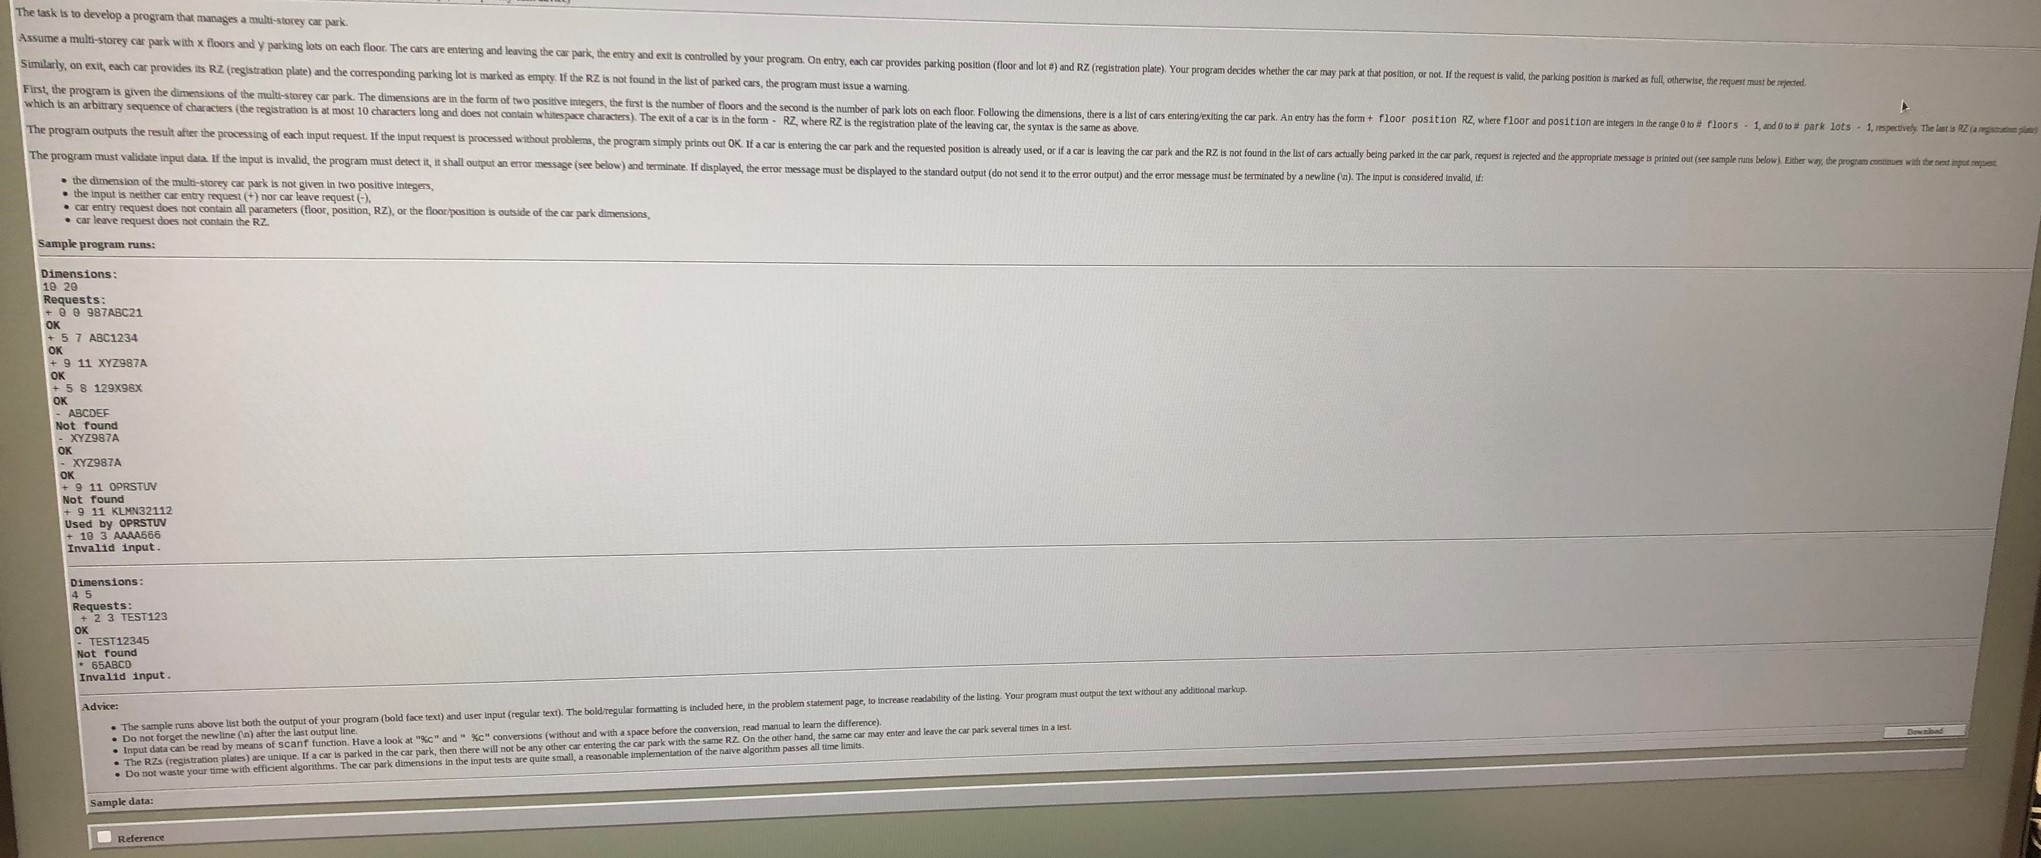 The task is to develop a program that manages a multi-storey car park.
Assume a multi-storey car park with x floors and y parking lots on each floor. The cars are entering and leaving the car park, the entry and exit is controlled by your program. On entry, each car provides parking position (floor and lot #) and RZ (registration plate). Your program decides whether the car may park at that position, or not. If the request is valid, the parking position is marked as full, otherwise, the request must be rejected.
Similarly, on exit, each car provides its RZ (registration plate) and the corresponding parking lot is marked as empty. If the RZ is not found in the list of parked cars, the program must issue a warning.
First, the program is given the dimensions of the multi-storey car park. The dimensions are in the form of two positive integers, the first is the number of floors and the second is the number of park lots on each floor. Following the dimensions, there is a list of cars entering/exiting the car park. An entry has the form + floor position RZ, where floor and position are integers in the range 0 to # floors - 1, and 0 to # park lots - 1, respectively. The last is RZ (a registration plate)
which is an arbitrary sequence of characters (the registration is at most 10 characters long and does not contain whitespace characters). The exit of a car is in the form - RZ, where RZ is the registration plate of the leaving car, the syntax is the same as above.
The program outputs the result after the processing of each input request. If the input request is processed without problems, the program simply prints out OK. If a car is entering the car park and the requested position is already used, or if a car is leaving the car park and the RZ is not found in the list of cars actually being parked in the car park, request is rejected and the appropriate message is printed out (see sample runs below). Either way, the program continues with the next input request.
The program must validate input data. If the input is invalid, the program must detect it, it shall output an error message (see below) and terminate. If displayed, the error message must be displayed to the standard output (do not send it to the error output) and the error message must be terminated by a newline (\n). The input is considered invalid, if:
• the dimension of the multi-storey car park is not given in two positive integers,
• the input is neither car entry request (+) nor car leave request (-),
• car entry request does not contain all parameters (floor, position, RZ), or the floor/position is outside of the car park dimensions,
• car leave request does not contain the RZ.
Sample program runs:
Dimensions:
10 20
Requests:
+ 0 0 987ABC21
OK
+ 5 7 ABC1234
OK
+ 9 11 XYZ987A
OK
+ 5 8 129X98X
OK
- ABCDEF
Not found
- XYZ987A
OK
- XYZ987A
OK
+ 9 11 OPRSTUV
Not found
+ 9 11 KLMN32112
Used by OPRSTUV
+ 10 3 AAAA666
Invalid input.
Dimensions:
4 5
Requests:
+ 2 3 TEST123
OK
- TEST12345
Not found
* 65ABCD
Invalid input.
Advice:
• The sample runs above list both the output of your program (bold face text) and user input (regular text). The bold/regular formatting is included here, in the problem statement page, to increase readability of the listing. Your program must output the text without any additional markup.
• Do not forget the newline (\n) after the last output line.
• Input data can be read by means of scanf function. Have a look at "%c" and " %c" conversions (without and with a space before the conversion, read manual to learn the difference).
• The RZs (registration plates) are unique. If a car is parked in the car park, then there will not be any other car entering the car park with the same RZ. On the other hand, the same car may enter and leave the car park several times in a test.
• Do not waste your time with efficient algorithms. The car park dimensions in the input tests are quite small, a reasonable implementation of the naive algorithm passes all time limits.
Download
Sample data:
Reference